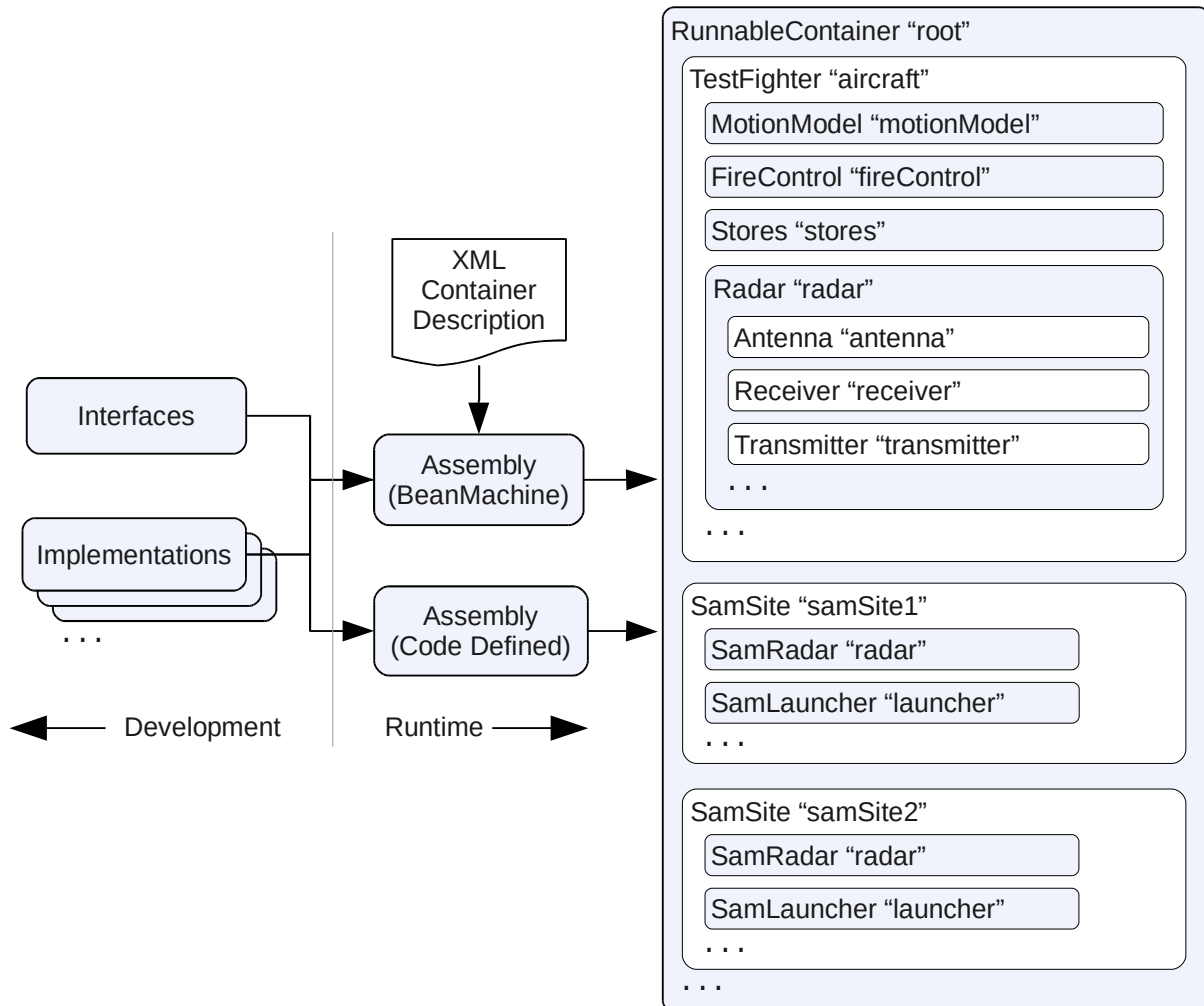 Interfaces
Implementations
. . .
Development
XML
Container
Description
Assembly
(BeanMachine)
Assembly
(Code Defined)
Runtime
RunnableContainer “root”
TestFighter “aircraft”
MotionModel “motionModel”
FireControl “fireControl”
Stores “stores”
Radar “radar”
Antenna “antenna”
Receiver “receiver”
Transmitter “transmitter”
. . .
. . .
SamSite “samSite1”
SamRadar “radar”
SamLauncher “launcher”
. . .
SamSite “samSite2”
SamRadar “radar”
SamLauncher “launcher”
. . .
. . .